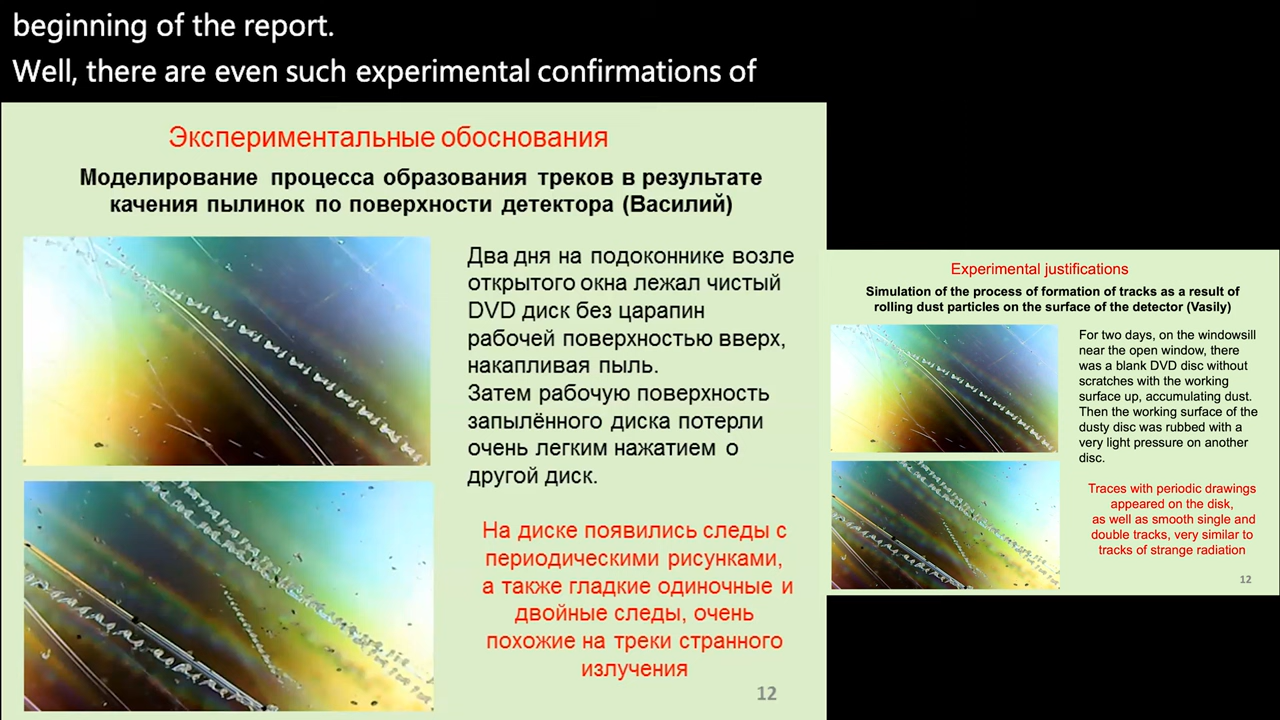 beginning of the report.
Well, there are even such experimental confirmations of
Экспериментальные обоснования
Моделирование процесса образования треков в результате
качения пылинок по поверхности детектора (Василий)
Два дня на подоконнике возле
открытого окна лежал чистый
DVD диск без царапин
рабочей поверхностью вверх,
накапливая пыль.
Затем рабочую поверхность
запылённого диска потерли
очень легким нажатием о
другой диск.
На диске появились следы с
периодическими рисунками,
а также гладкие одиночные и
двойные следы, очень
похожие на треки странного
излучения
12
Experimental justifications
Simulation of the process of formation of tracks as a result of
rolling dust particles on the surface of the detector (Vasily)
For two days, on the windowsill
near the open window, there
was a blank DVD disc without
scratches with the working
surface up, accumulating dust.
Then the working surface of the
dusty disc was rubbed with a
very light pressure on another
disc.
Traces with periodic drawings
appeared on the disk,
as well as smooth single and
double tracks, very similar to
tracks of strange radiation
12